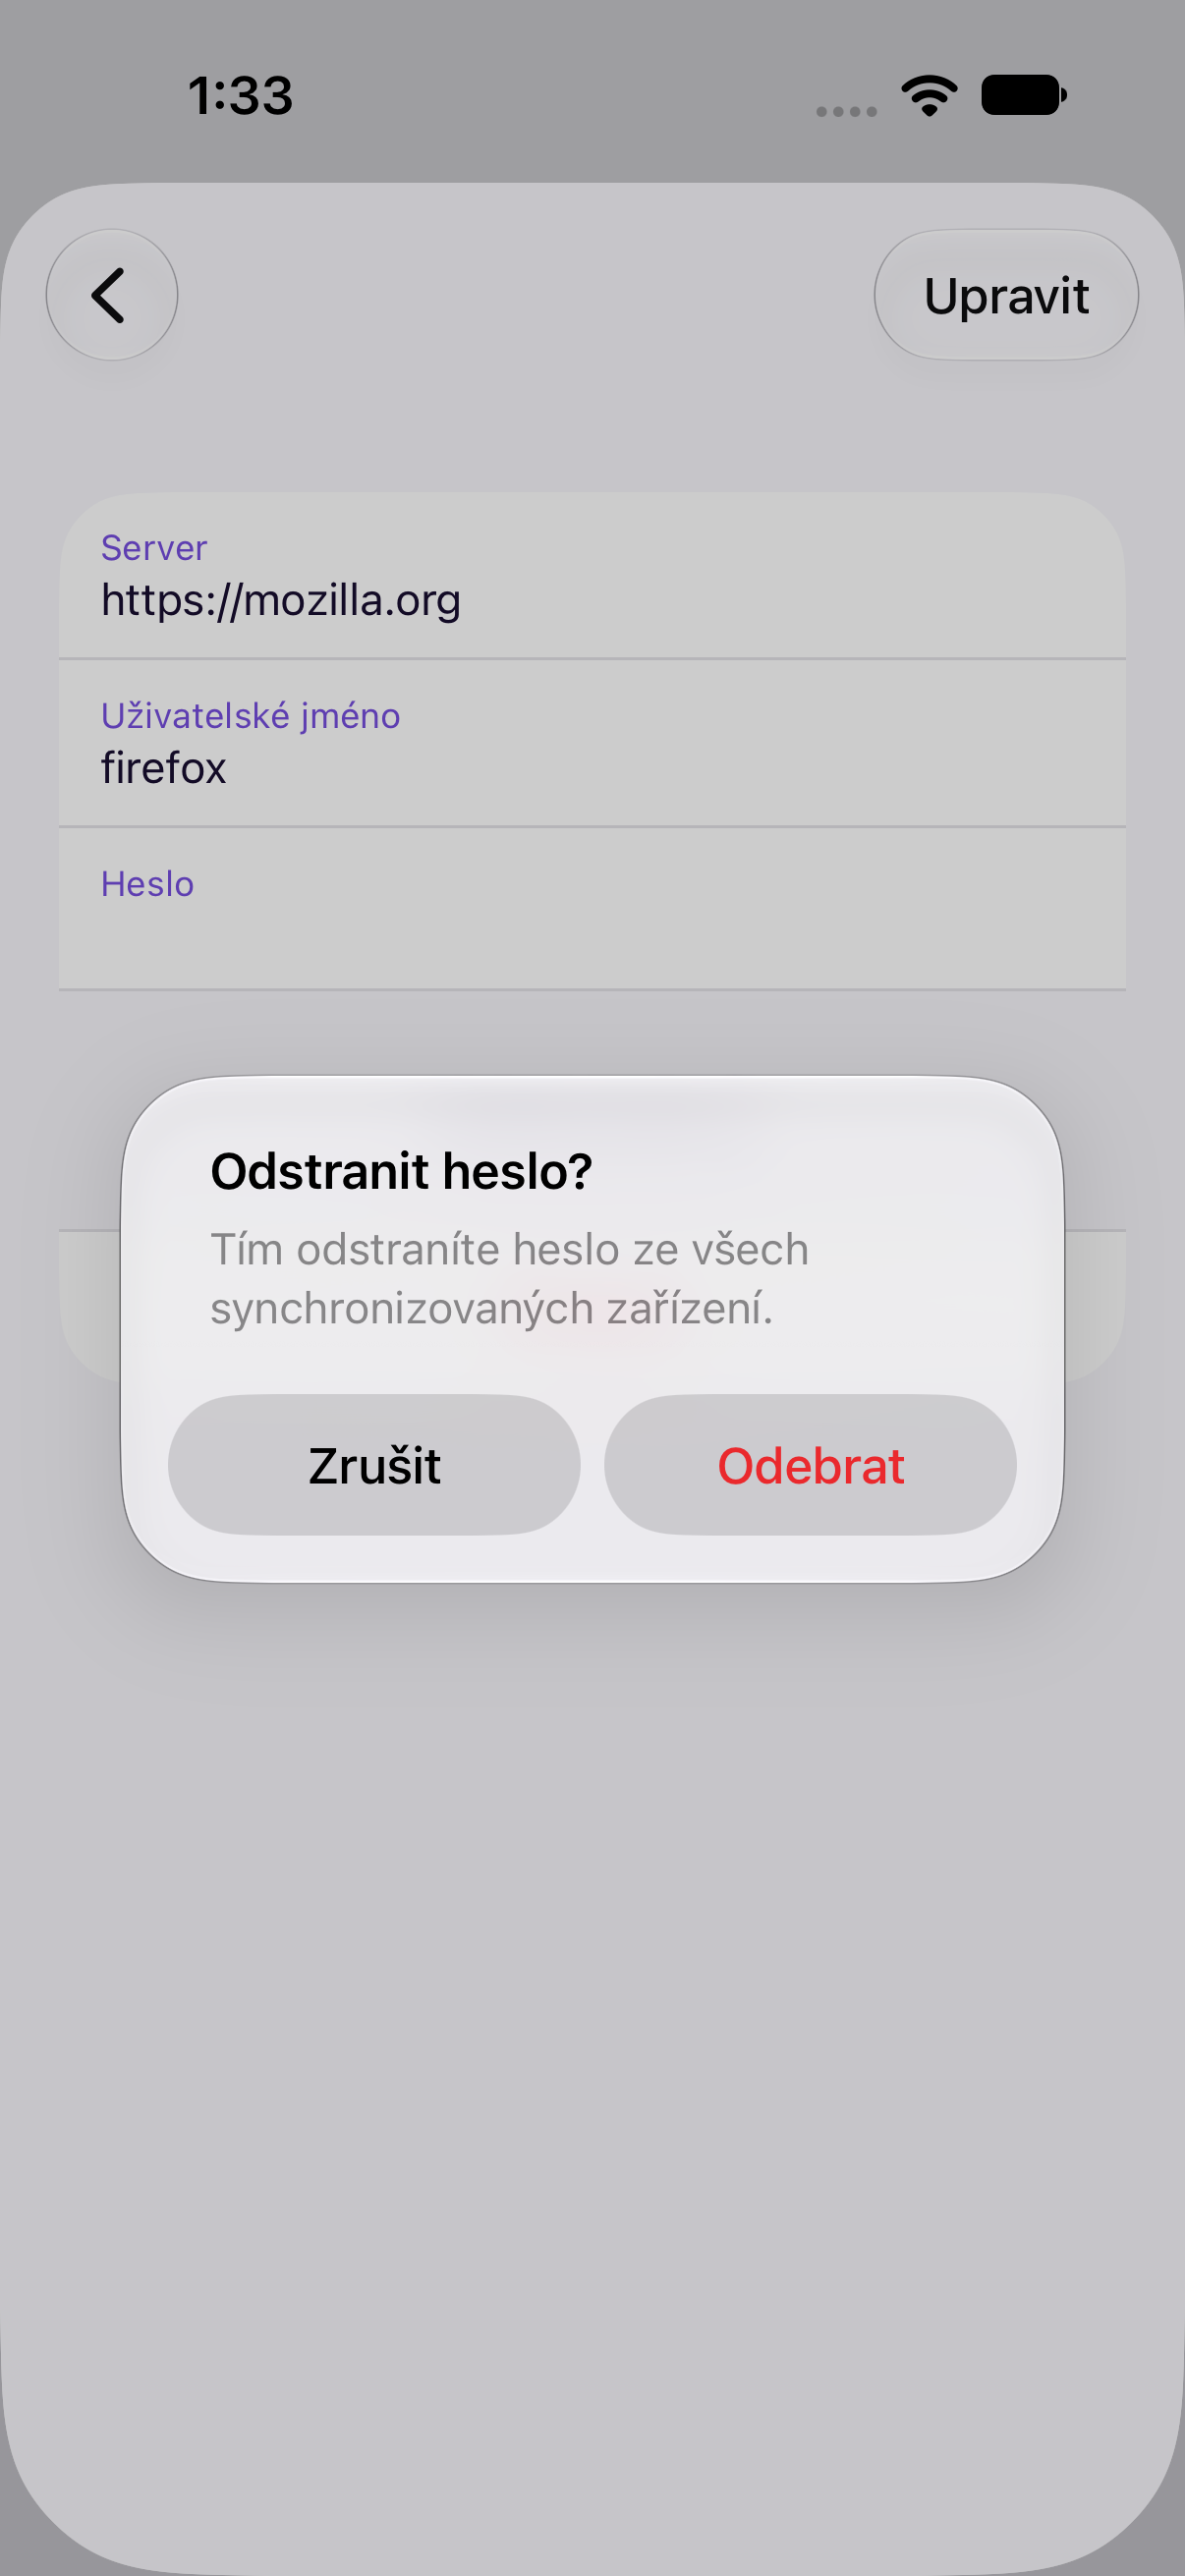 1:33
Upravit
Server
https://mozilla.org
Uživatelské jméno
firefox
Heslo
Odstranit heslo?
Tím odstraníte heslo ze všech
synchronizovaných zařízení.
Zrušit
Odebrat